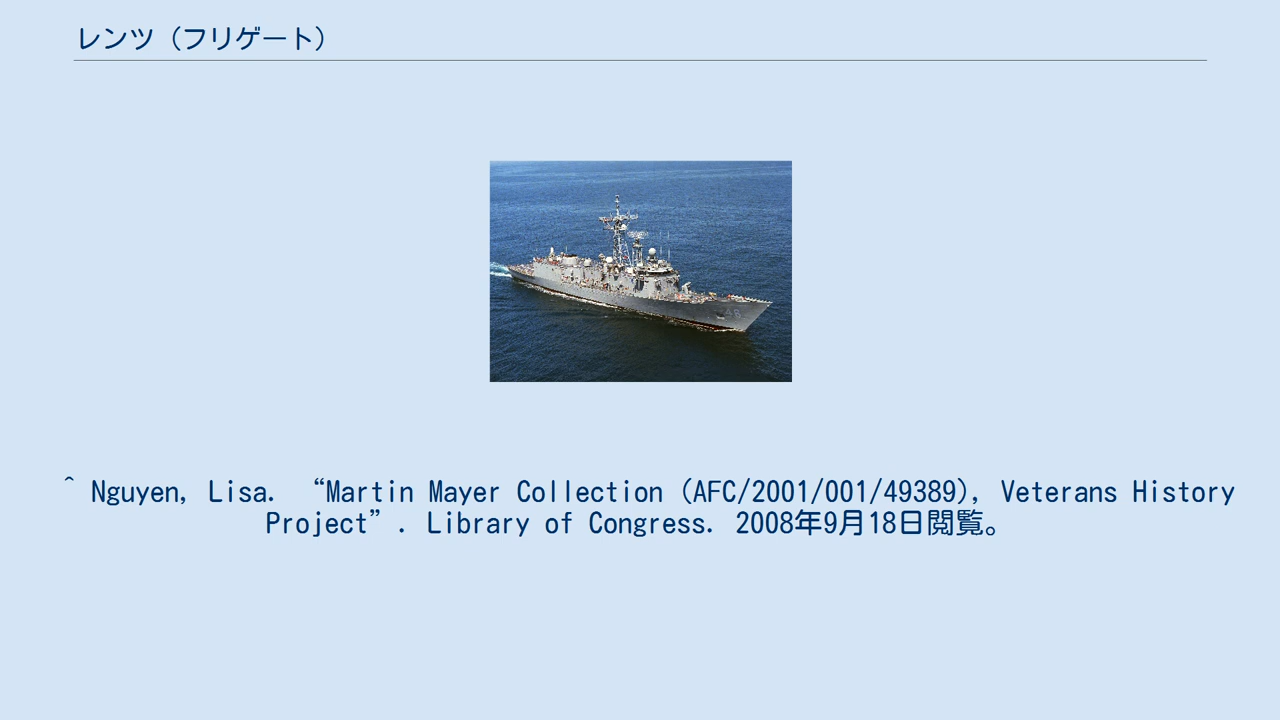 レンツ（フリゲート）
48
^ Nguyen, Lisa. “Martin Mayer Collection (AFC/2001/001/49389), Veterans History
Project”. Library of Congress. 2008年9月18日閲覧。